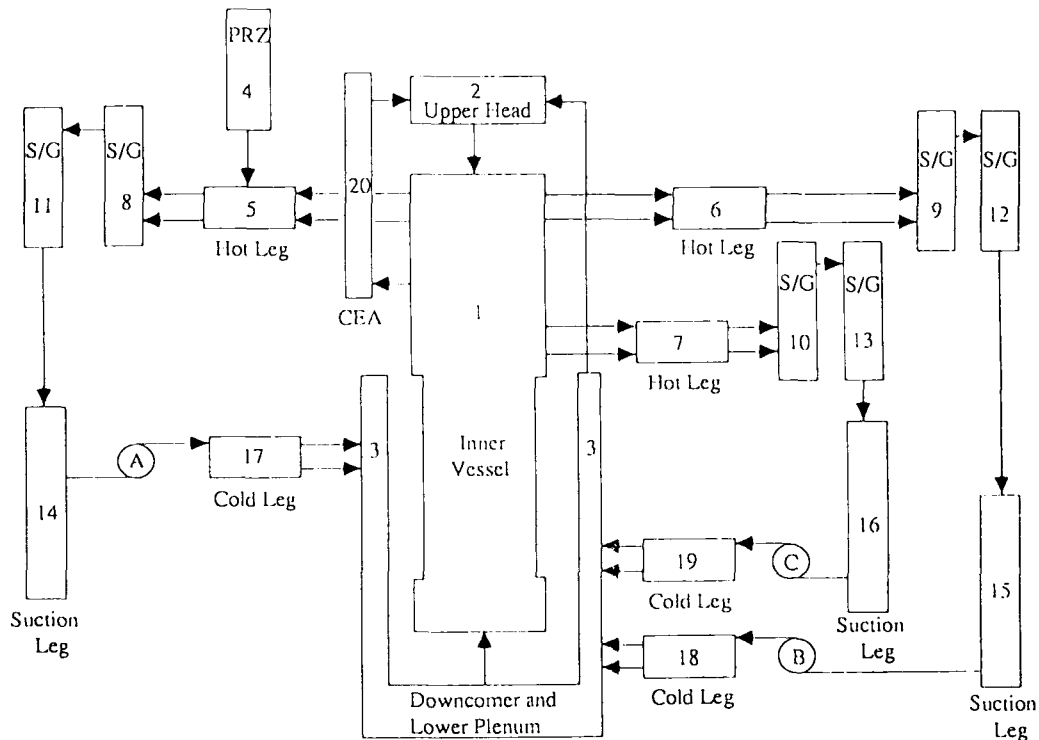 PRZ
4
2
Upper Head
S/G
11
S/G
8
5
Hot Leg
20
CEA
6
Hot Leg
S/G
9
S/G
12
1
7
Hot Leg
S/G
10
S/G
13
Inner
Vessel
3
3
A
17
Cold Leg
14
Suction
Leg
19
Cold Leg
C
16
Suction
Leg
18
Cold Leg
B
15
Suction
Leg
Downcomer and
Lower Plenum